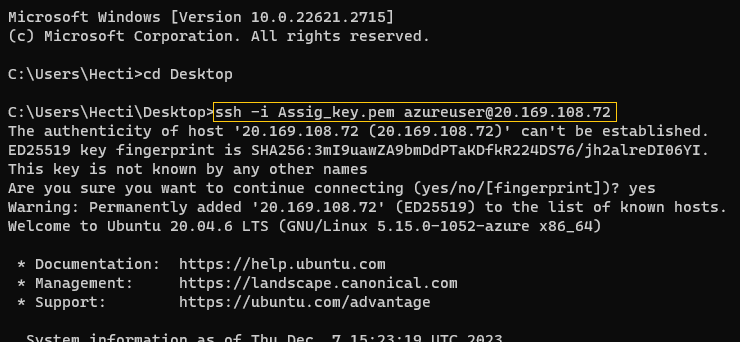 Microsoft Windows [Version 10.0.22621.2715]
(c) Microsoft Corporation. All rights reserved.
C:\Users\Hecti>cd Desktop
C:\Users\Hecti\Desktop>ssh -i Assig_key.pem azureuser@20.169.108.72
The authenticity of host '20.169.108.72 (20.169.108.72)' can't be established.
ED25519 key fingerprint is SHA256:3mI9uawZA9bmDdPTaKDfkR224DS76/jh2alreDI06YI.
This key is not known by any other names
Are you sure you want to continue connecting (yes/no/[fingerprint])? yes
Warning: Permanently added '20.169.108.72' (ED25519) to the list of known hosts.
Welcome to Ubuntu 20.04.6 LTS (GNU/Linux 5.15.0-1052-azure x86_64)
* Documentation:  https://help.ubuntu.com
* Management:     https://landscape.canonical.com
* Support:        https://ubuntu.com/advantage
System information as of Thu Dec  7 15:23:19 UTC 2023